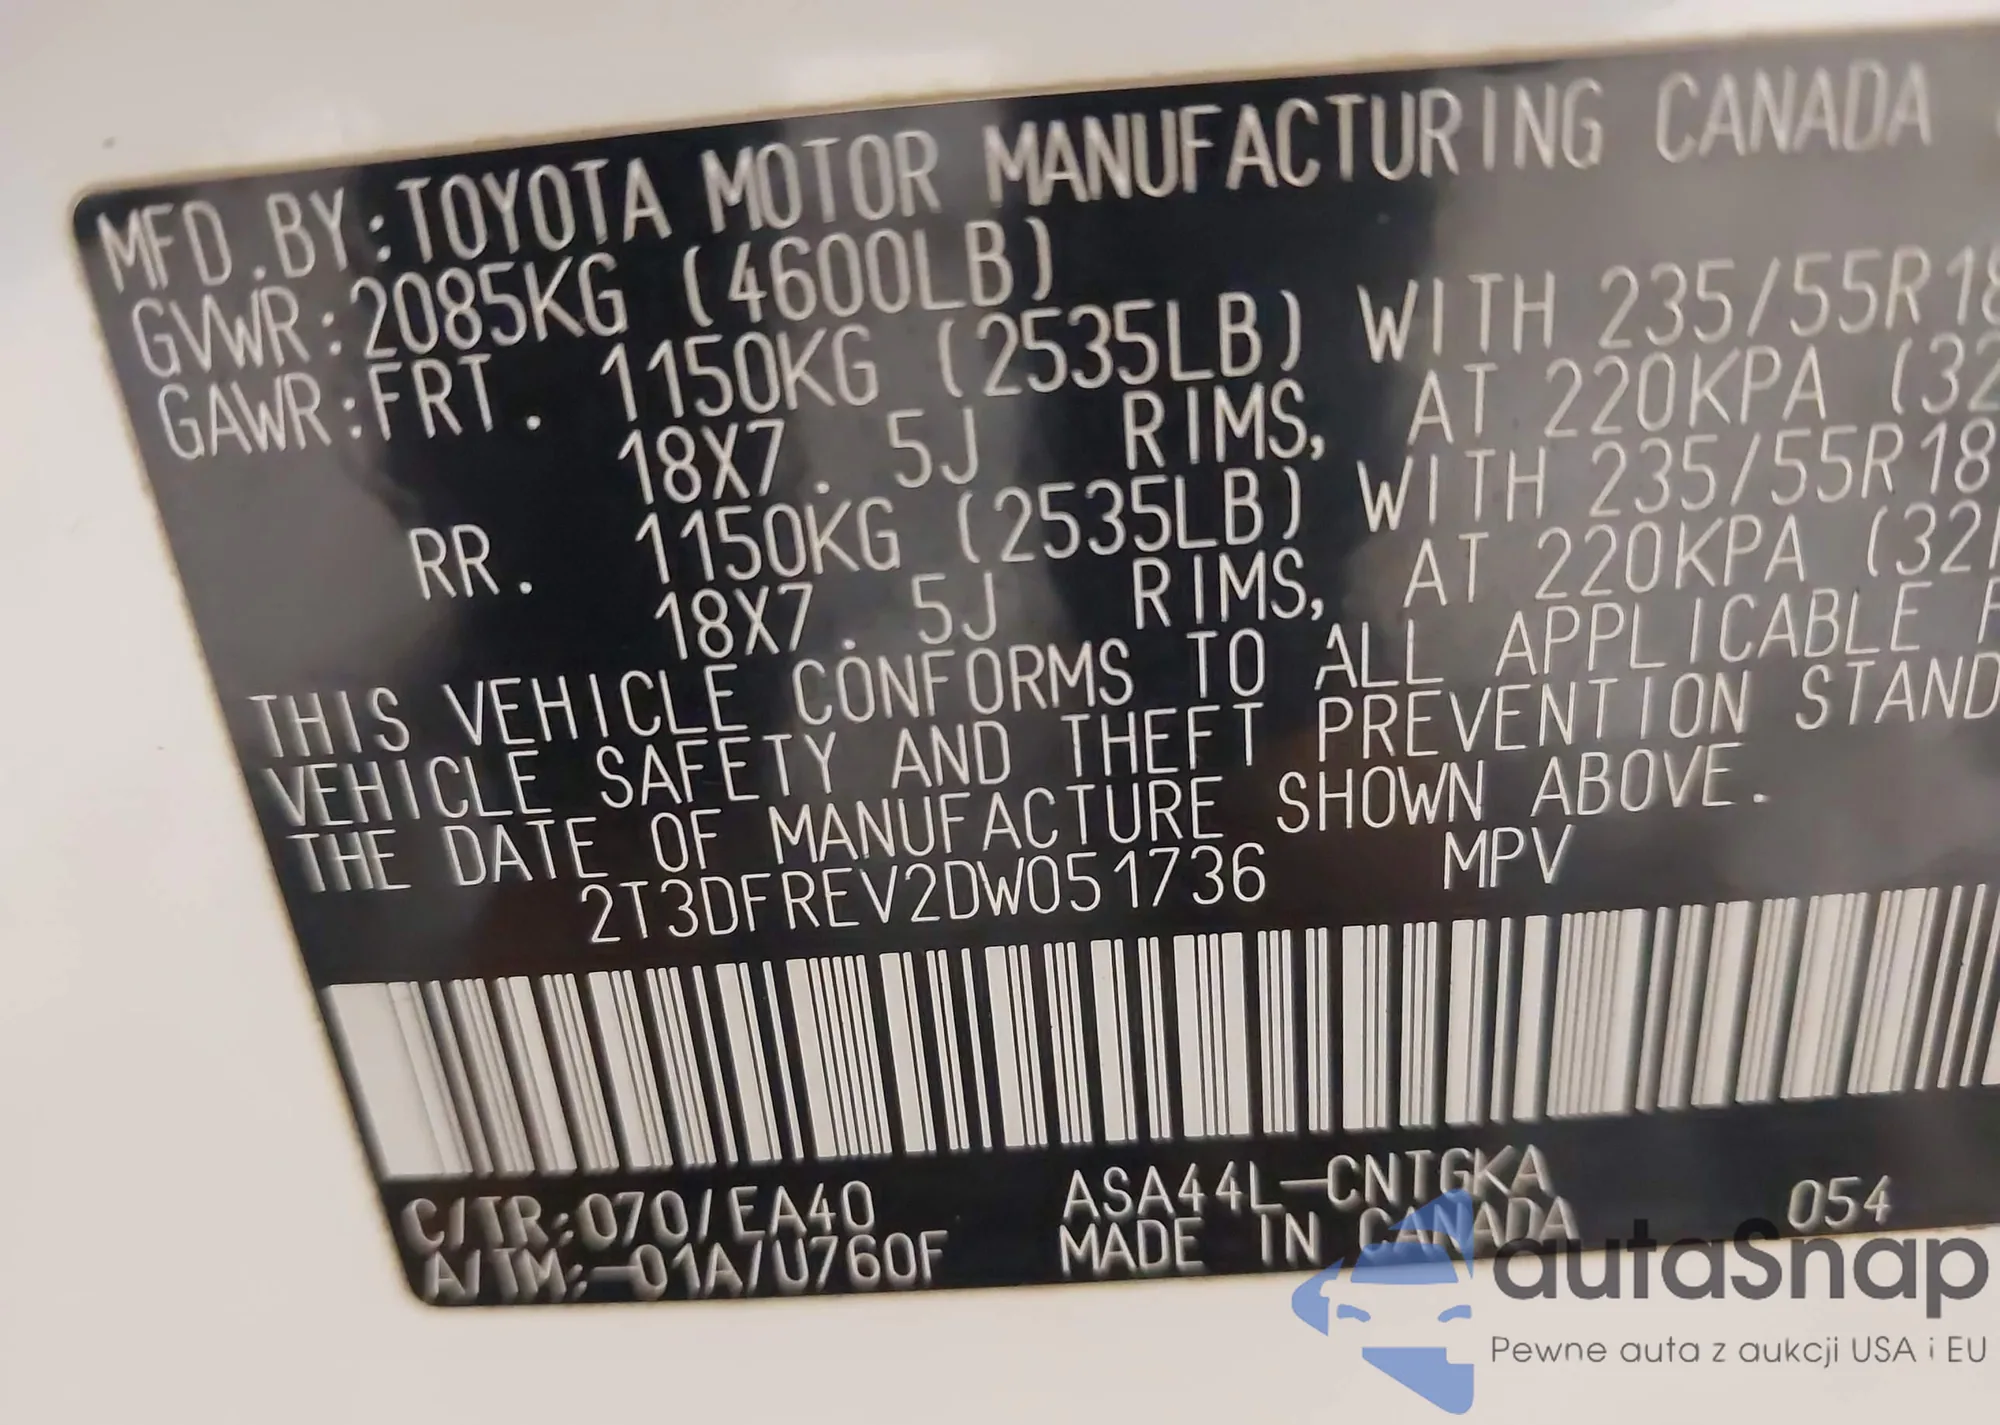 MFD.BY:TOYOTA MOTOR MANUFACTURING CANADA
GVWR:2085KG (4600LB)
GAWR:FRT. 1150KG (2535LB) WITH 235/55R18
18X7.5J RIMS, AT 220KPA (32
RR. 1150KG (2535LB) WITH 235/55R18
18X7.5J RIMS, AT 220KPA (32
THIS VEHICLE CONFORMS TO ALL APPLICABLE F
VEHICLE SAFETY AND THEFT PREVENTION STAND
THE DATE OF MANUFACTURE SHOWN ABOVE.
2T3DFREV2DW051736 MPV
C/TR:070/EA40 ASA44L-CNTGKA 054
A/TM:-01A/U760F MADE IN CANADA
autaSnap
Pewne auta z aukcji USA i EU